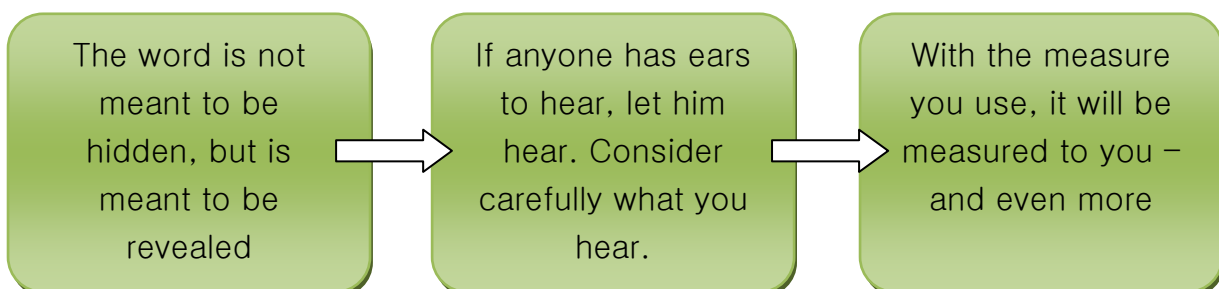 The word is not
meant to be
hidden, but is
meant to be
revealed
If anyone has ears
to hear, let him
hear. Consider
carefully what you
hear.
With the measure
you use, it will be
measured to you –
and even more